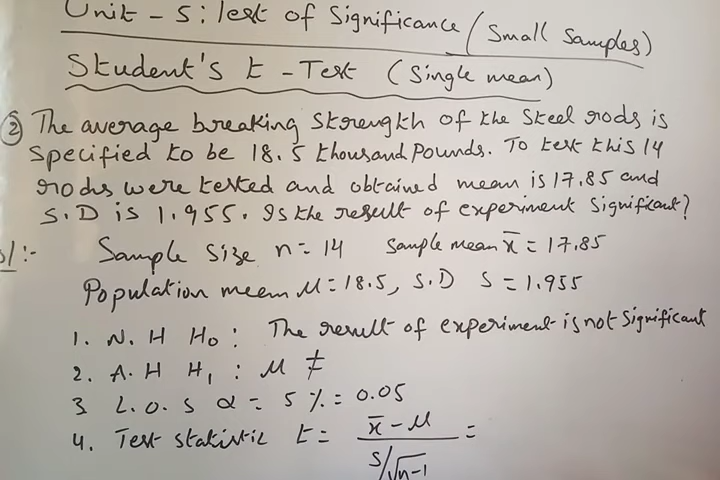 Unit - 5 : Test of Significance (Small Samples)
Student's t - Test (Single mean)
② The average breaking strength of the steel rods is
specified to be 18.5 thousand pounds. To test this 14
rods were tested and obtained mean is 17.85 and
S.D is 1.955. Is the result of experiment significant?
Sol:- Sample size n = 14 Sample mean x̄ = 17.85
Population mean μ = 18.5, S.D S = 1.955
1. N. H H₀ : The result of experiment is not significant
2. A. H H₁ : μ ≠
3 L. O. S α = 5 % = 0.05
4. Test statistic t = x̄ - μ / S/√n-1 =